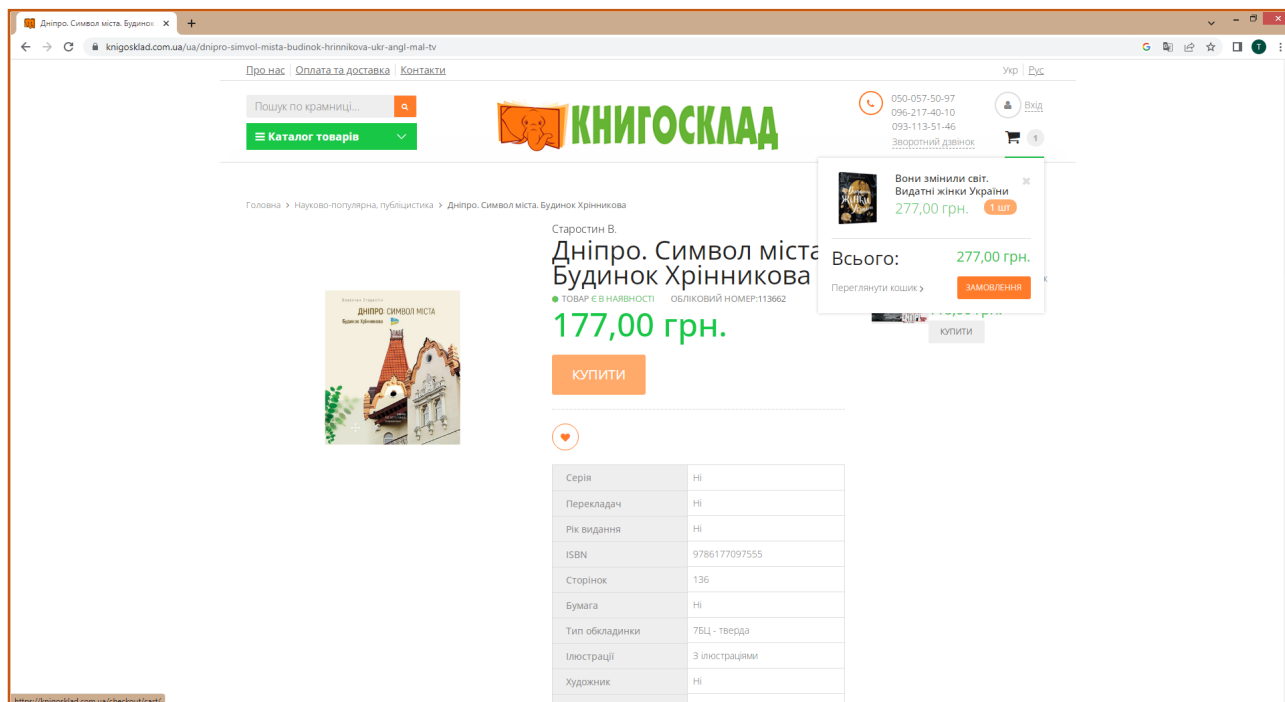 Дніпро. Символ міста. Будинок
knigosklad.com.ua/ua/dnipro-simvol-mista-budinok-hrinnikova-ukr-angl-mal-tv
Про нас Оплата та доставка Контакти
Укр Рус
Пошук по крамниці...
Каталог товарів
КНИГОСКЛАД
050-057-50-97
096-217-40-10
093-113-51-46
Зворотний дзвінок
Вхід
1
Вони змінили світ.
Видатні жінки України
277,00 грн. 1 шт
Всього: 277,00 грн.
Переглянути кошик ЗАМОВЛЕННЯ
Головна > Науково-популярна, публіцистика > Дніпро. Символ міста. Будинок Хрінникова
Старостин В.
Дніпро. Символ міста
Будинок Хрінникова
ТОВАР Є В НАЯВНОСТІ ОБЛІКОВИЙ НОМЕР:113662
177,00 грн.
КУПИТИ
КУПИТИ
ДНІПРО СИМВОЛ МІСТА
Будинок Хрінникова
Серія Ні
Перекладач Ні
Рік видання Ні
ISBN 9786177097555
Сторінок 136
Бумага Ні
Тип обкладинки 7БЦ - тверда
Ілюстрації З ілюстраціями
Художник Ні
https://knigosklad.com.ua/checkout/cart/